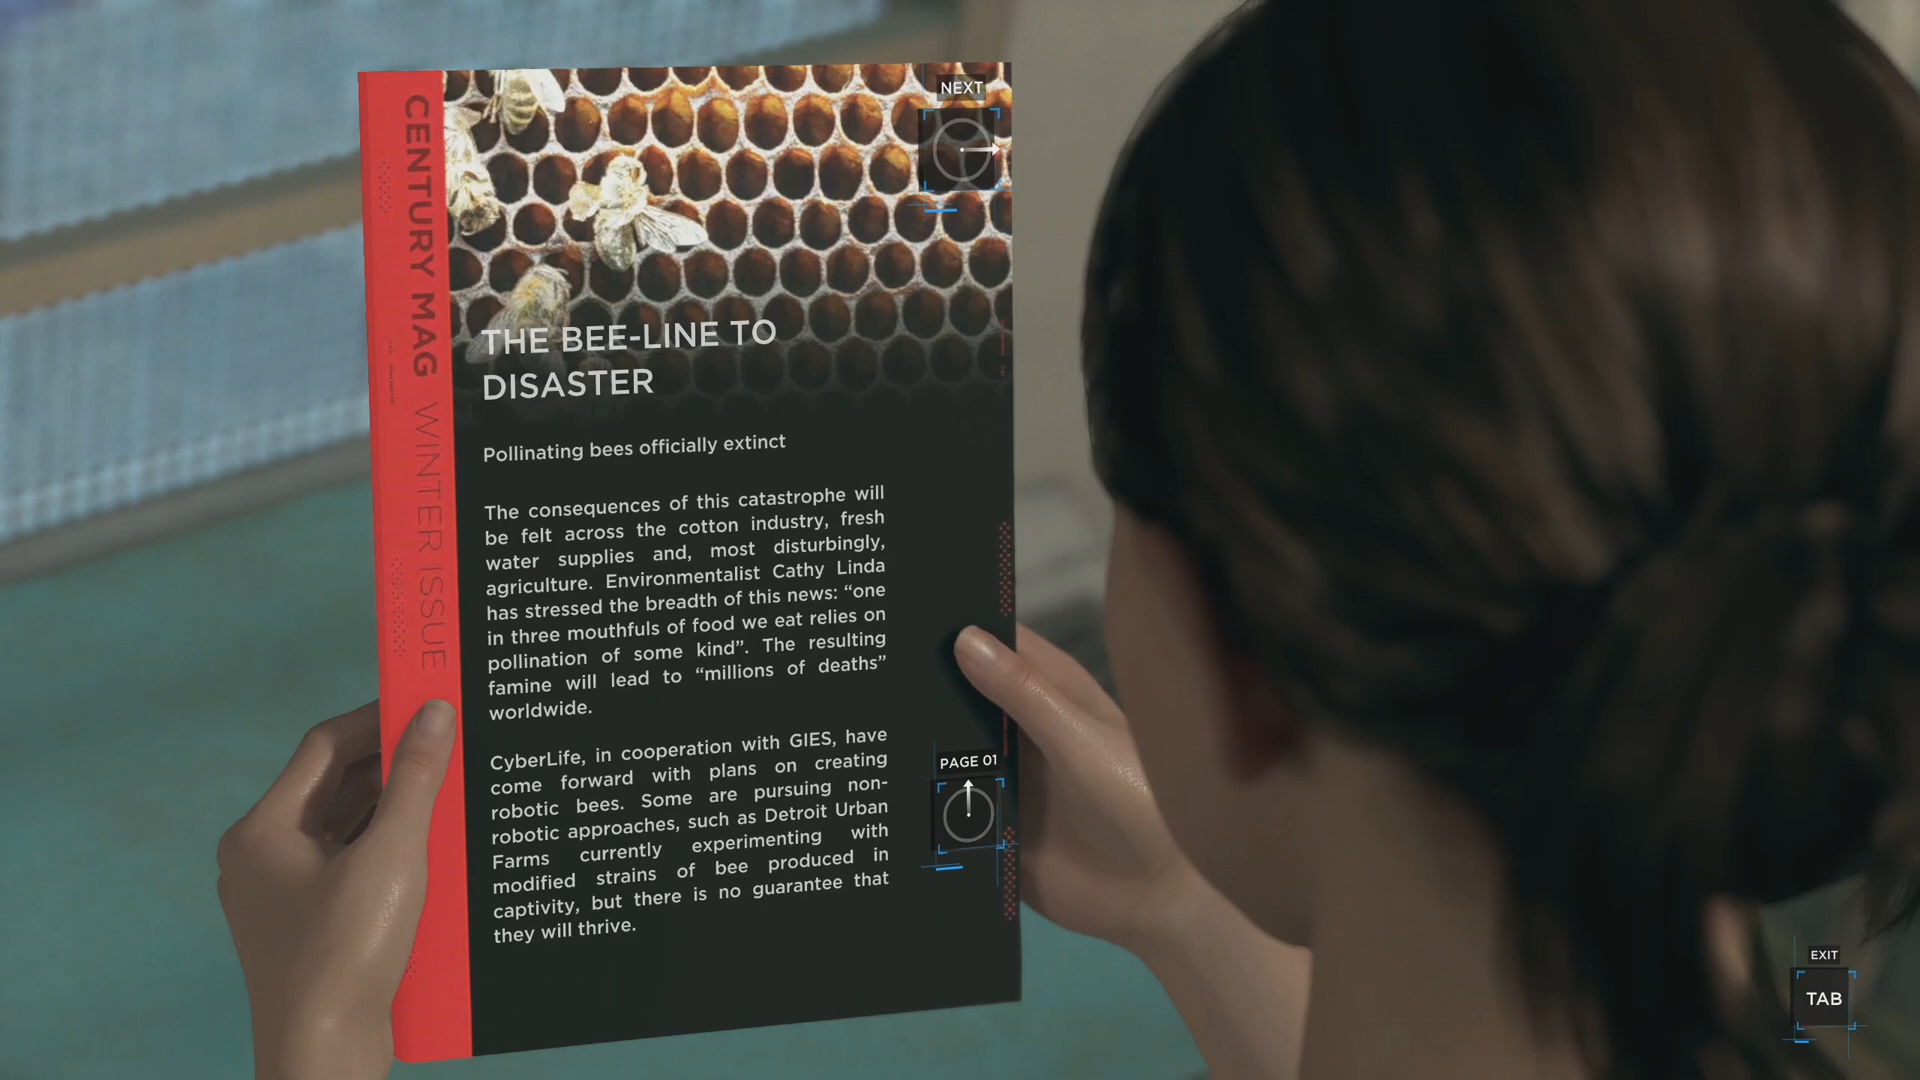 CENTURY MAG WINTER ISSUE
NEXT
THE BEE-LINE TO
DISASTER
Pollinating bees officially extinct
The consequences of this catastrophe will
be felt across the cotton industry, fresh
water supplies and, most disturbingly,
agriculture. Environmentalist Cathy Linda
has stressed the breadth of this news: “one
in three mouthfuls of food we eat relies on
pollination of some kind”. The resulting
famine will lead to “millions of deaths”
worldwide.
CyberLife, in cooperation with GIES, have
come forward with plans on creating
robotic bees. Some are pursuing non-
robotic approaches, such as Detroit Urban
Farms currently experimenting with
modified strains of bee produced in
captivity, but there is no guarantee that
they will thrive.
PAGE 01
EXIT
TAB